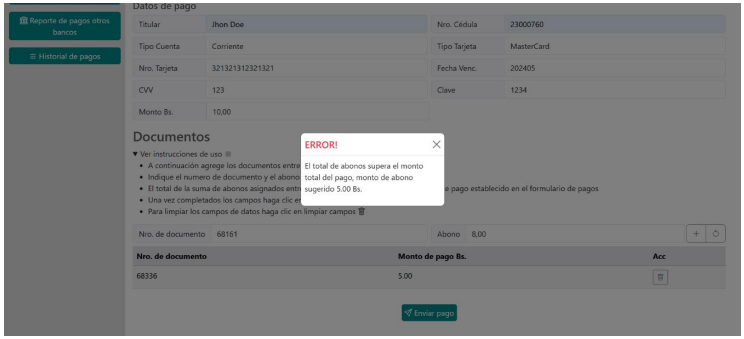 Datos de pago
Reporte de pagos otros
bancos
Historial de pagos
Titular Jhon Doe Nro. Cédula 23000760
Tipo Cuenta Corriente Tipo Tarjeta MasterCard
Nro. Tarjeta 321321312321321 Fecha Venc. 202405
CVV 123 Clave 1234
Monto Bs. 10,00
Documentos
ERROR!
El total de abonos supera el monto
total del pago, monto de abono
sugerido 5.00 Bs.
▼ Ver instrucciones de uso
• A continuación agrege los documentos entre
• Indique el numero de documento y el abono
• El total de la suma de abonos asignados entr e pago establecido en el formulario de pagos
• Una vez completados los campos haga clic en
• Para limpiar los campos de datos haga clic en limpiar campos
Nro. de documento 68161 Abono 8,00
Nro. de documento Monto de pago Bs. Acc
68336 5.00
Enviar pago